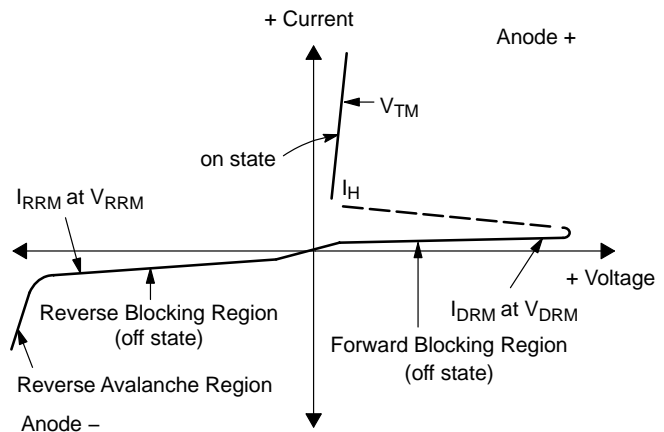 + Current
Anode +
VTM
on state
IH
IRRM at VRRM
+ Voltage
IDRM at VDRM
Reverse Blocking Region
(off state)
Forward Blocking Region
(off state)
Reverse Avalanche Region
Anode –